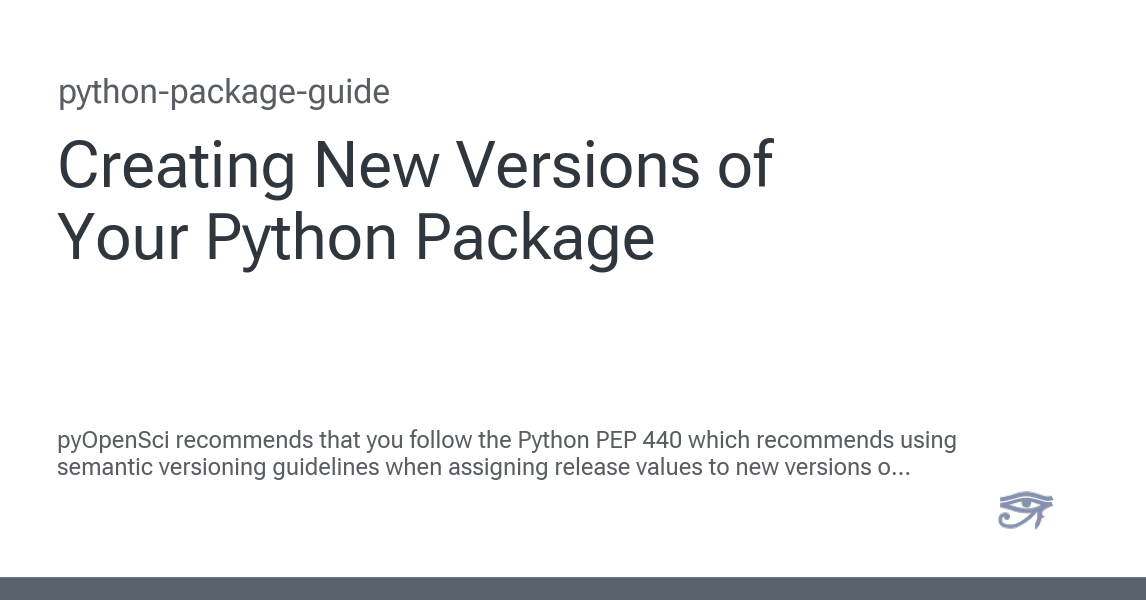 python-package-guide
Creating New Versions of
Your Python Package
pyOpenSci recommends that you follow the Python PEP 440 which recommends using
semantic versioning guidelines when assigning release values to new versions o...